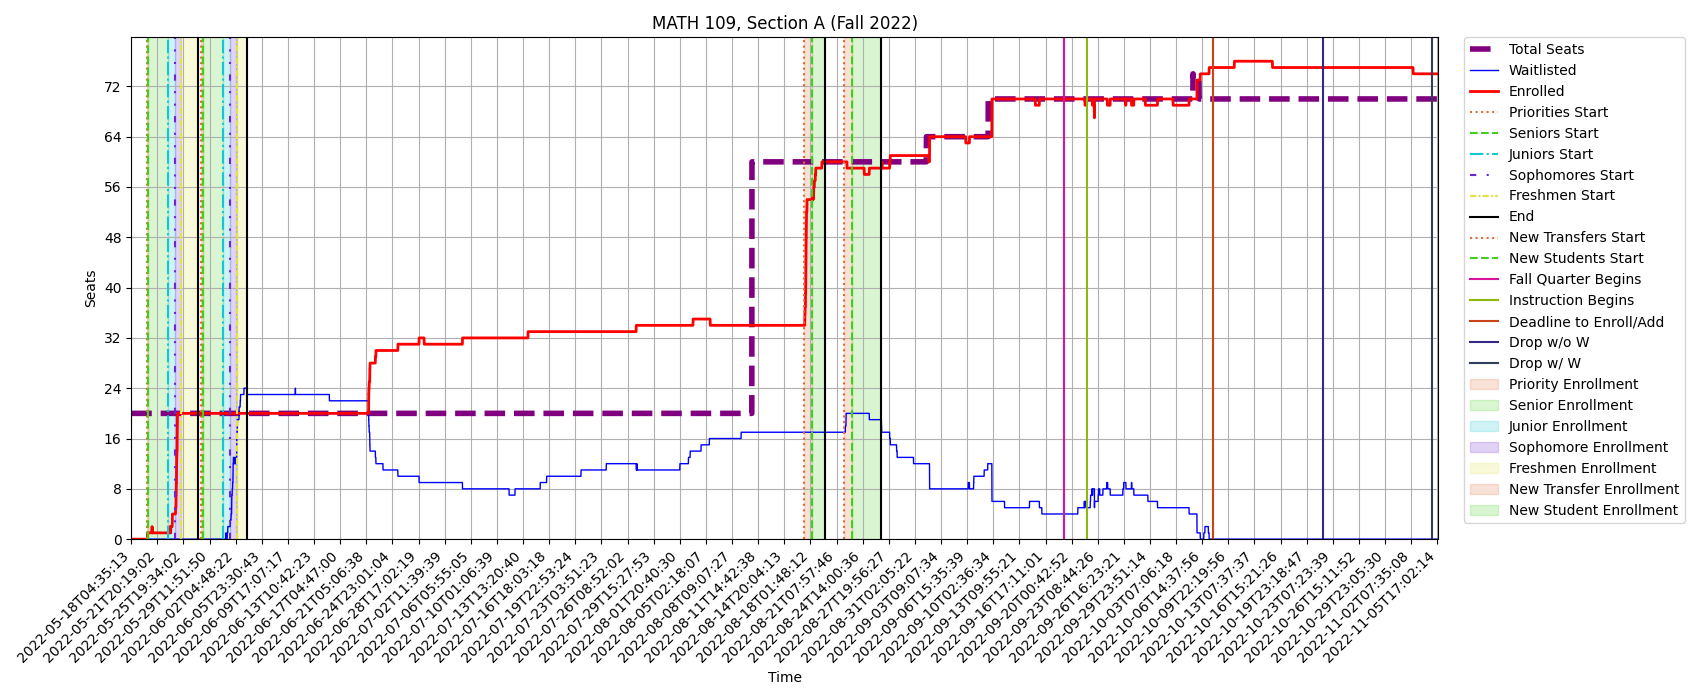 MATH 109, Section A (Fall 2022)
Seats
72
64
56
48
40
32
24
16
8
0
2022-05-18T04:35:13
2022-05-21T20:19:02
2022-05-25T19:34:02
2022-05-29T11:51:50
2022-06-02T04:48:22
2022-06-05T23:30:43
2022-06-09T17:07:17
2022-06-13T10:42:23
2022-06-17T04:47:00
2022-06-21T05:06:38
2022-06-24T23:01:04
2022-06-28T17:02:19
2022-07-02T11:39:39
2022-07-06T05:55:05
2022-07-10T01:06:39
2022-07-13T13:20:40
2022-07-16T18:03:18
2022-07-19T22:53:24
2022-07-23T03:51:23
2022-07-26T08:52:02
2022-07-29T15:27:53
2022-08-01T20:40:30
2022-08-05T02:18:07
2022-08-08T09:07:27
2022-08-11T14:42:38
2022-08-14T20:04:13
2022-08-18T01:48:12
2022-08-21T07:57:46
2022-08-24T14:00:36
2022-08-27T19:56:27
2022-08-31T02:05:22
2022-09-03T09:07:34
2022-09-06T15:35:39
2022-09-10T02:36:34
2022-09-13T09:55:21
2022-09-16T17:11:01
2022-09-20T00:42:52
2022-09-23T08:44:26
2022-09-26T16:23:21
2022-09-29T23:51:14
2022-10-03T07:06:18
2022-10-06T14:37:56
2022-10-09T22:19:56
2022-10-13T07:37:37
2022-10-16T15:21:26
2022-10-19T23:18:47
2022-10-23T07:23:39
2022-10-26T15:11:52
2022-10-29T23:05:30
2022-11-02T07:35:08
2022-11-05T17:02:14
Time
Total Seats
Waitlisted
Enrolled
Priorities Start
Seniors Start
Juniors Start
Sophomores Start
Freshmen Start
End
New Transfers Start
New Students Start
Fall Quarter Begins
Instruction Begins
Deadline to Enroll/Add
Drop w/o W
Drop w/ W
Priority Enrollment
Senior Enrollment
Junior Enrollment
Sophomore Enrollment
Freshmen Enrollment
New Transfer Enrollment
New Student Enrollment